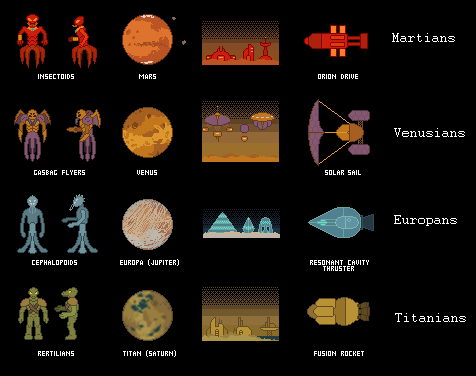 Martians
INSECTOIDS MARS ORION DRIVE
Venusians
GASBAG FLYERS VENUS SOLAR SAIL
Europans
CEPHALOPOIDS EUROPA (JUPITER) RESONANT CAVITY
THRUSTER
Titanians
REPTILIANS TITAN (SATURN) FUSION ROCKET